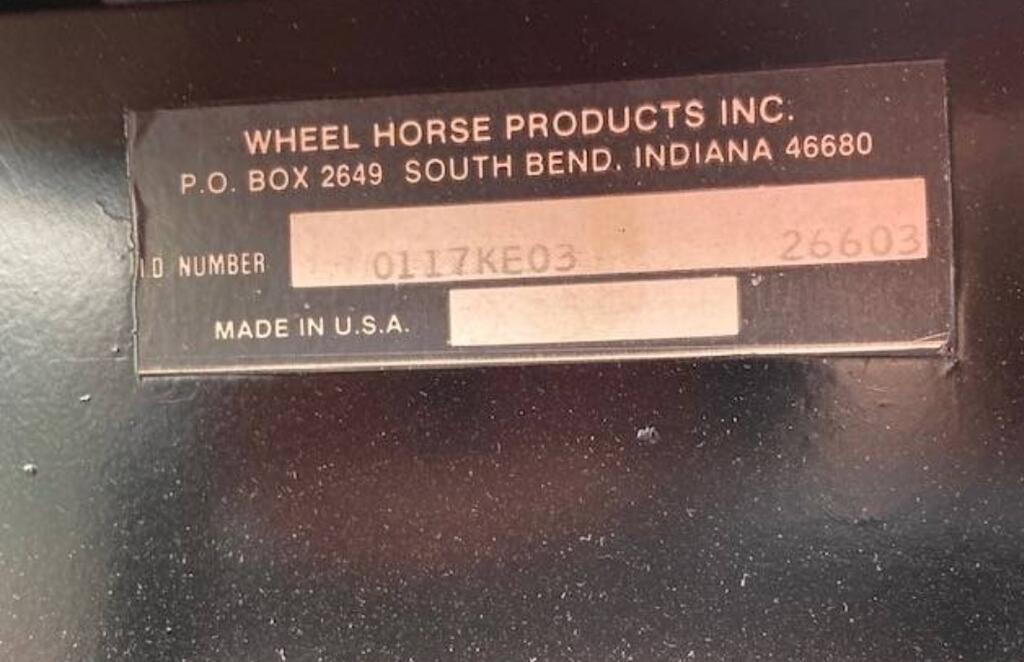 WHEEL HORSE PRODUCTS INC.
P.O. BOX 2649 SOUTH BEND, INDIANA 46680
I.D NUMBER 0117KE03 26603
MADE IN U.S.A.